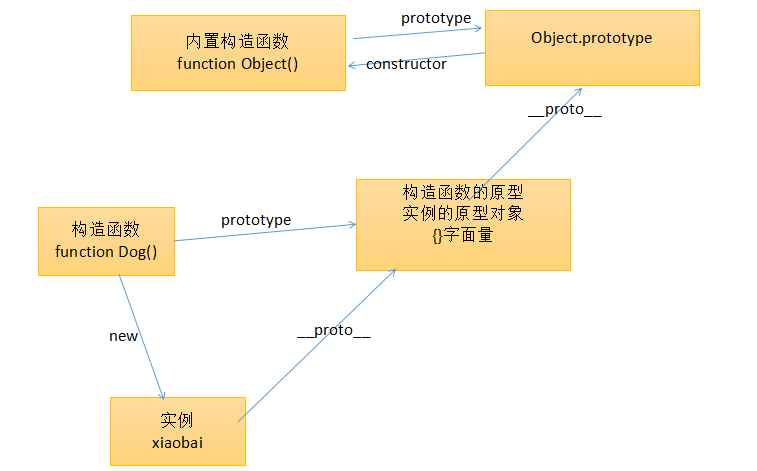 内置构造函数
function Object()
prototype
constructor
Object.prototype
__proto__
构造函数的原型
实例的原型对象
{}字面量
构造函数
function Dog()
prototype
new
__proto__
实例
xiaobai